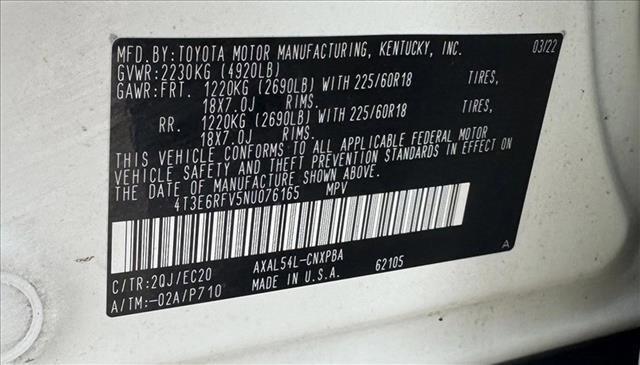 MFD.BY:TOYOTA MOTOR MANUFACTURING, KENTUCKY, INC. 03/22
GVWR:2230KG (4920LB)
GAWR:FRT. 1220KG (2690LB) WITH 225/60R18 TIRES,
18X7.0J RIMS.
RR. 1220KG (2690LB) WITH 225/60R18 TIRES,
18X7.0J RIMS.
THIS VEHICLE CONFORMS TO ALL APPLICABLE FEDERAL MOTOR
VEHICLE SAFETY AND THEFT PREVENTION STANDARDS IN EFFECT ON
THE DATE OF MANUFACTURE SHOWN ABOVE.
4T3E6RFV5NU076165 MPV
C/TR:2QJ/EC20 AXAL54L-CNXPBA
A/TM:-02A/P710 MADE IN U.S.A. 62105 A